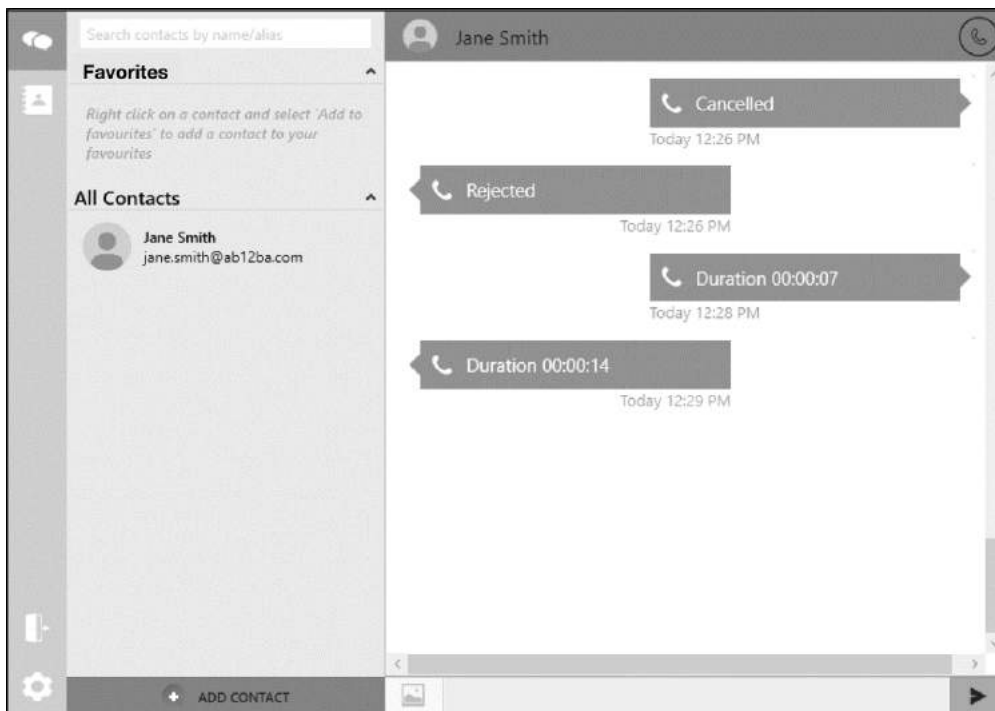 Search contacts by name/alias
Favorites
Right click on a contact and select 'Add to
favourites' to add a contact to your
favourites
All Contacts
Jane Smith
jane.smith@ab12ba.com
ADD CONTACT
Jane Smith
Cancelled
Today 12:26 PM
Rejected
Today 12:26 PM
Duration 00:00:07
Today 12:28 PM
Duration 00:00:14
Today 12:29 PM